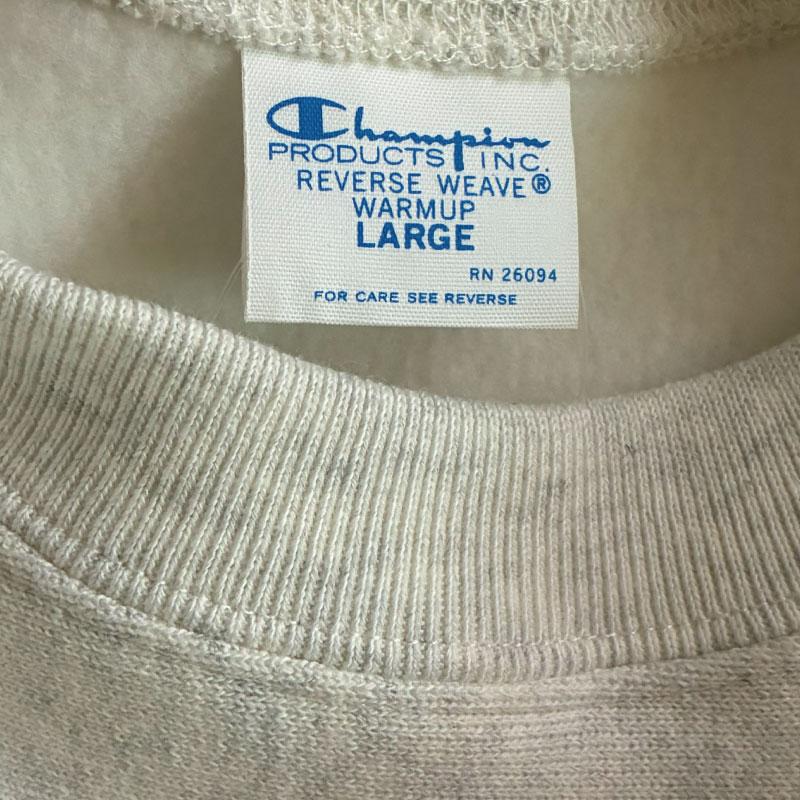 Champion
PRODUCTS INC.
REVERSE WEAVE®
WARMUP
LARGE
RN 26094
FOR CARE SEE REVERSE